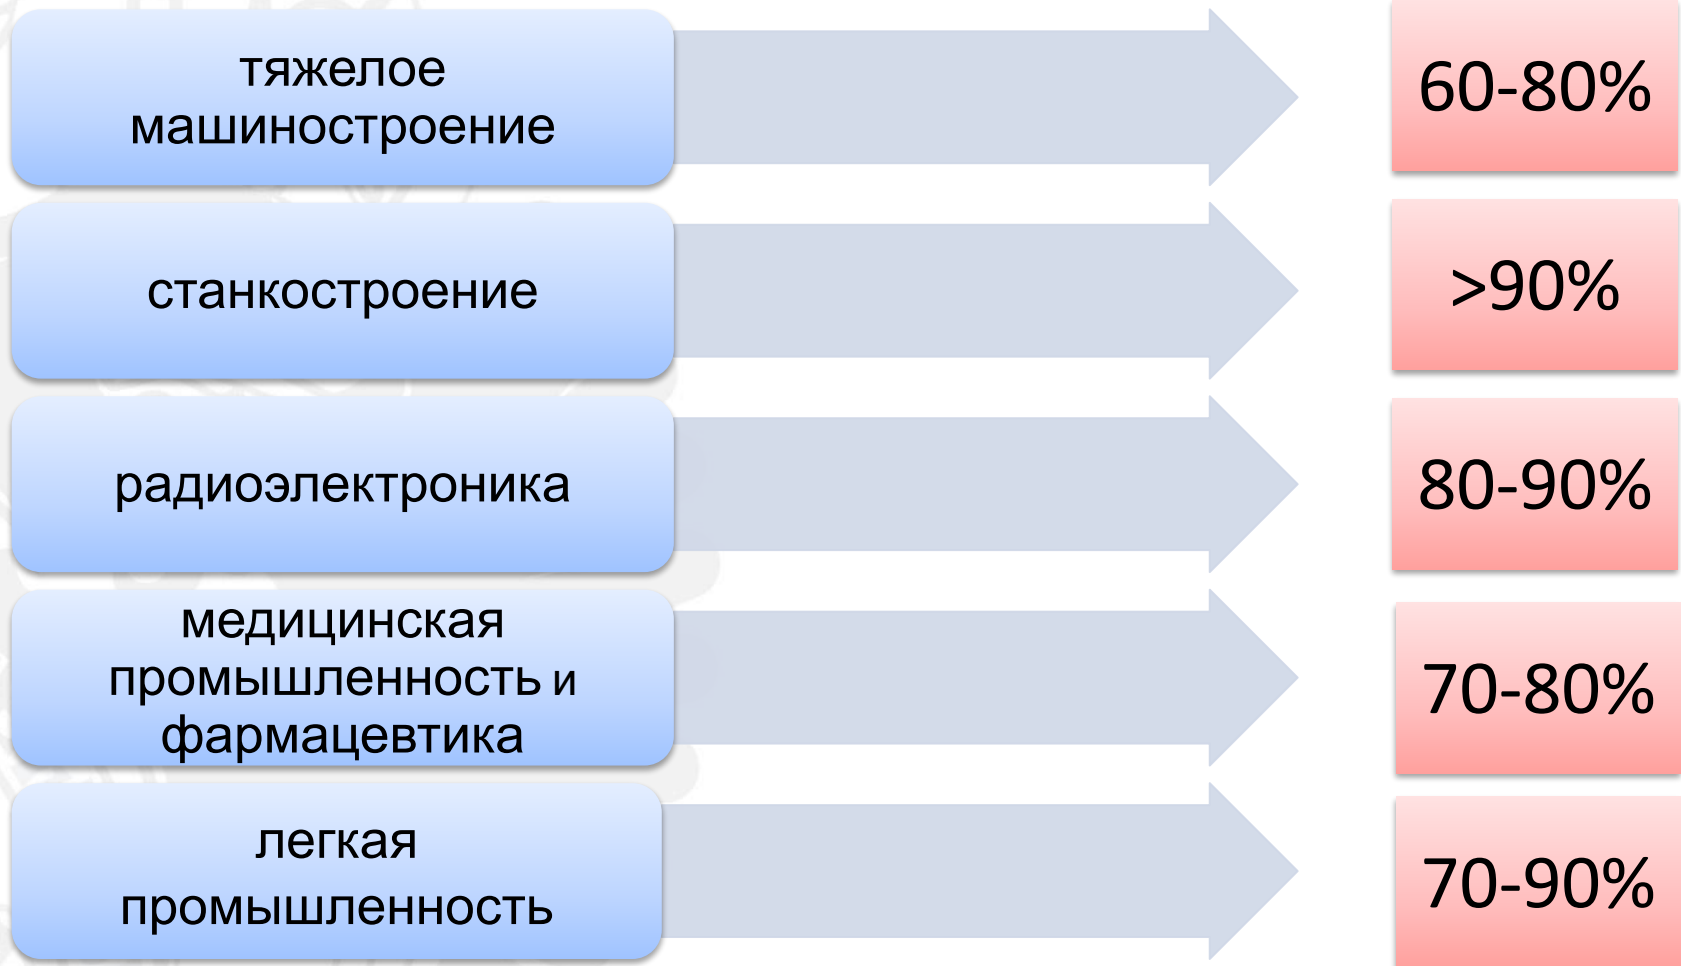 тяжелое
машиностроение
60-80%
станкостроение
>90%
радиоэлектроника
80-90%
медицинская
промышленность и
фармацевтика
70-80%
легкая
промышленность
70-90%